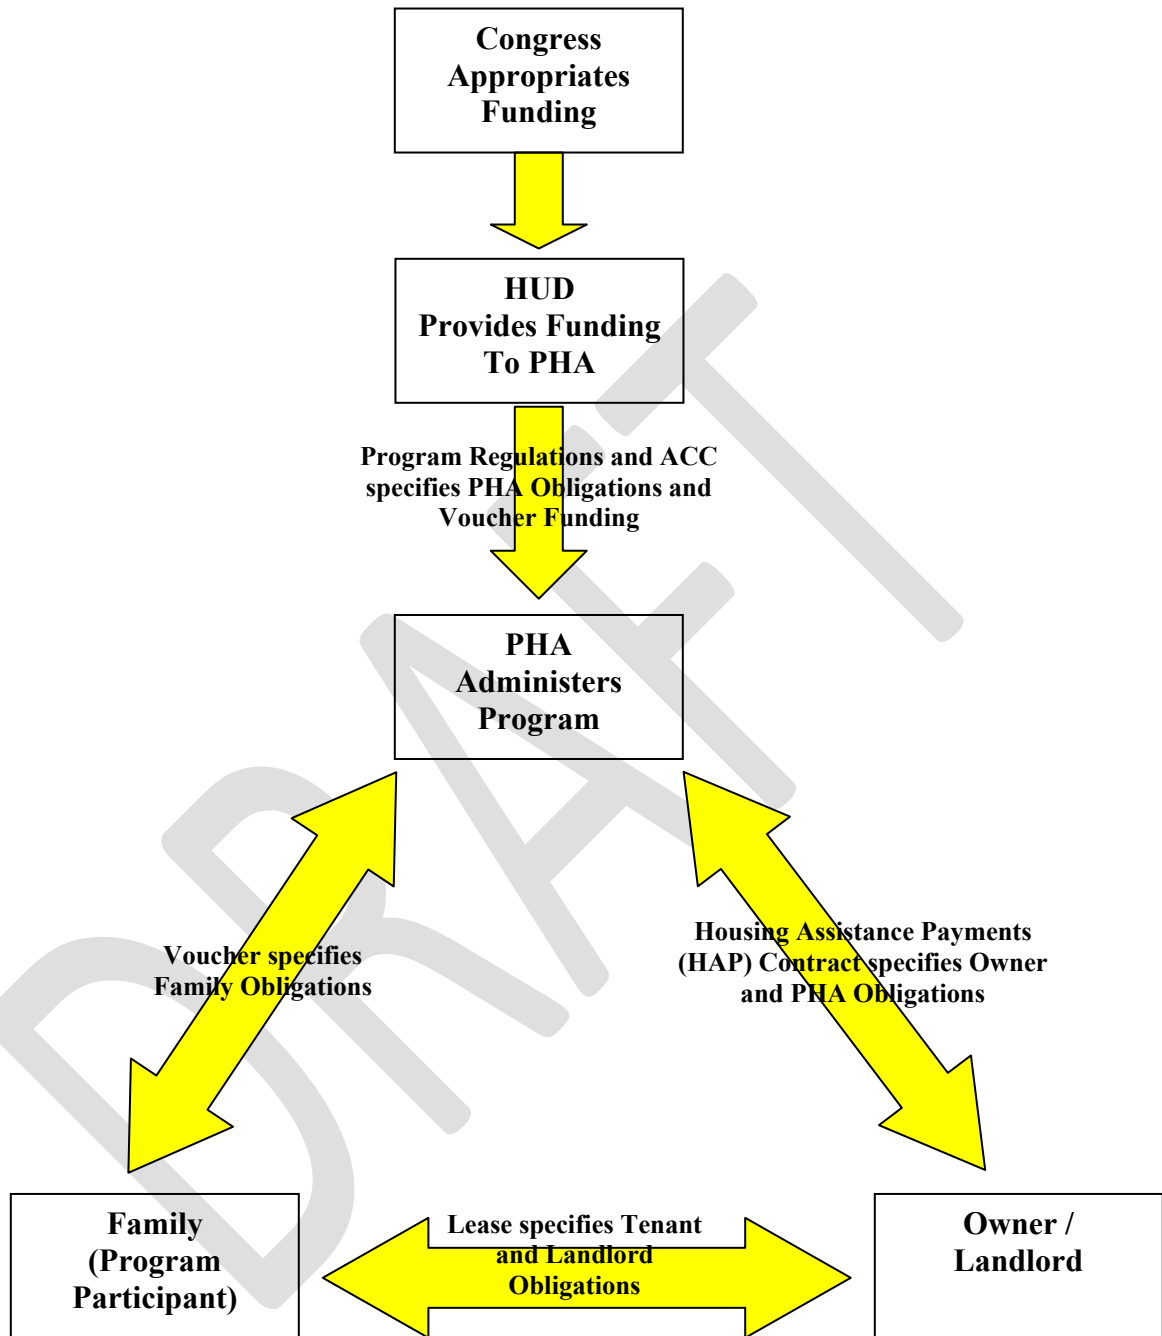 Congress
Appropriates
Funding
HUD
Provides Funding
To PHA
Program Regulations and ACC
specifies PHA Obligations and
Voucher Funding
PHA
Administers
Program
Voucher specifies
Family Obligations
Housing Assistance Payments
(HAP) Contract specifies Owner
and PHA Obligations
Family
(Program
Participant)
Lease specifies Tenant
and Landlord
Obligations
Owner /
Landlord
DRAFT